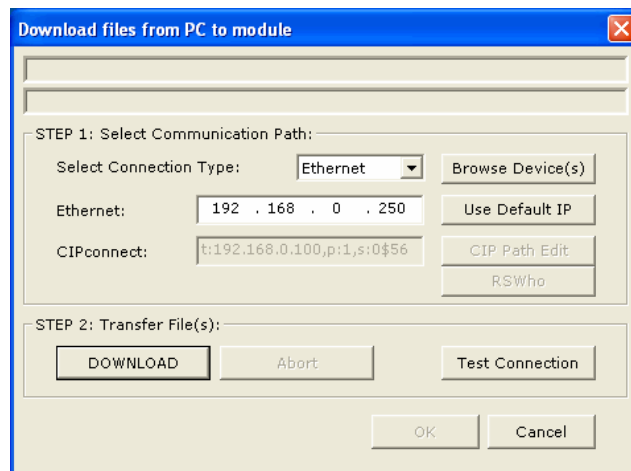 Download files from PC to module
STEP 1: Select Communication Path:
Select Connection Type: Ethernet Browse Device(s)
Ethernet: 192 . 168 . 0 . 250 Use Default IP
CIPconnect: t:192.168.0.100,p:1,s:0$56 CIP Path Edit
RSWho
STEP 2: Transfer File(s):
DOWNLOAD Abort Test Connection
OK Cancel